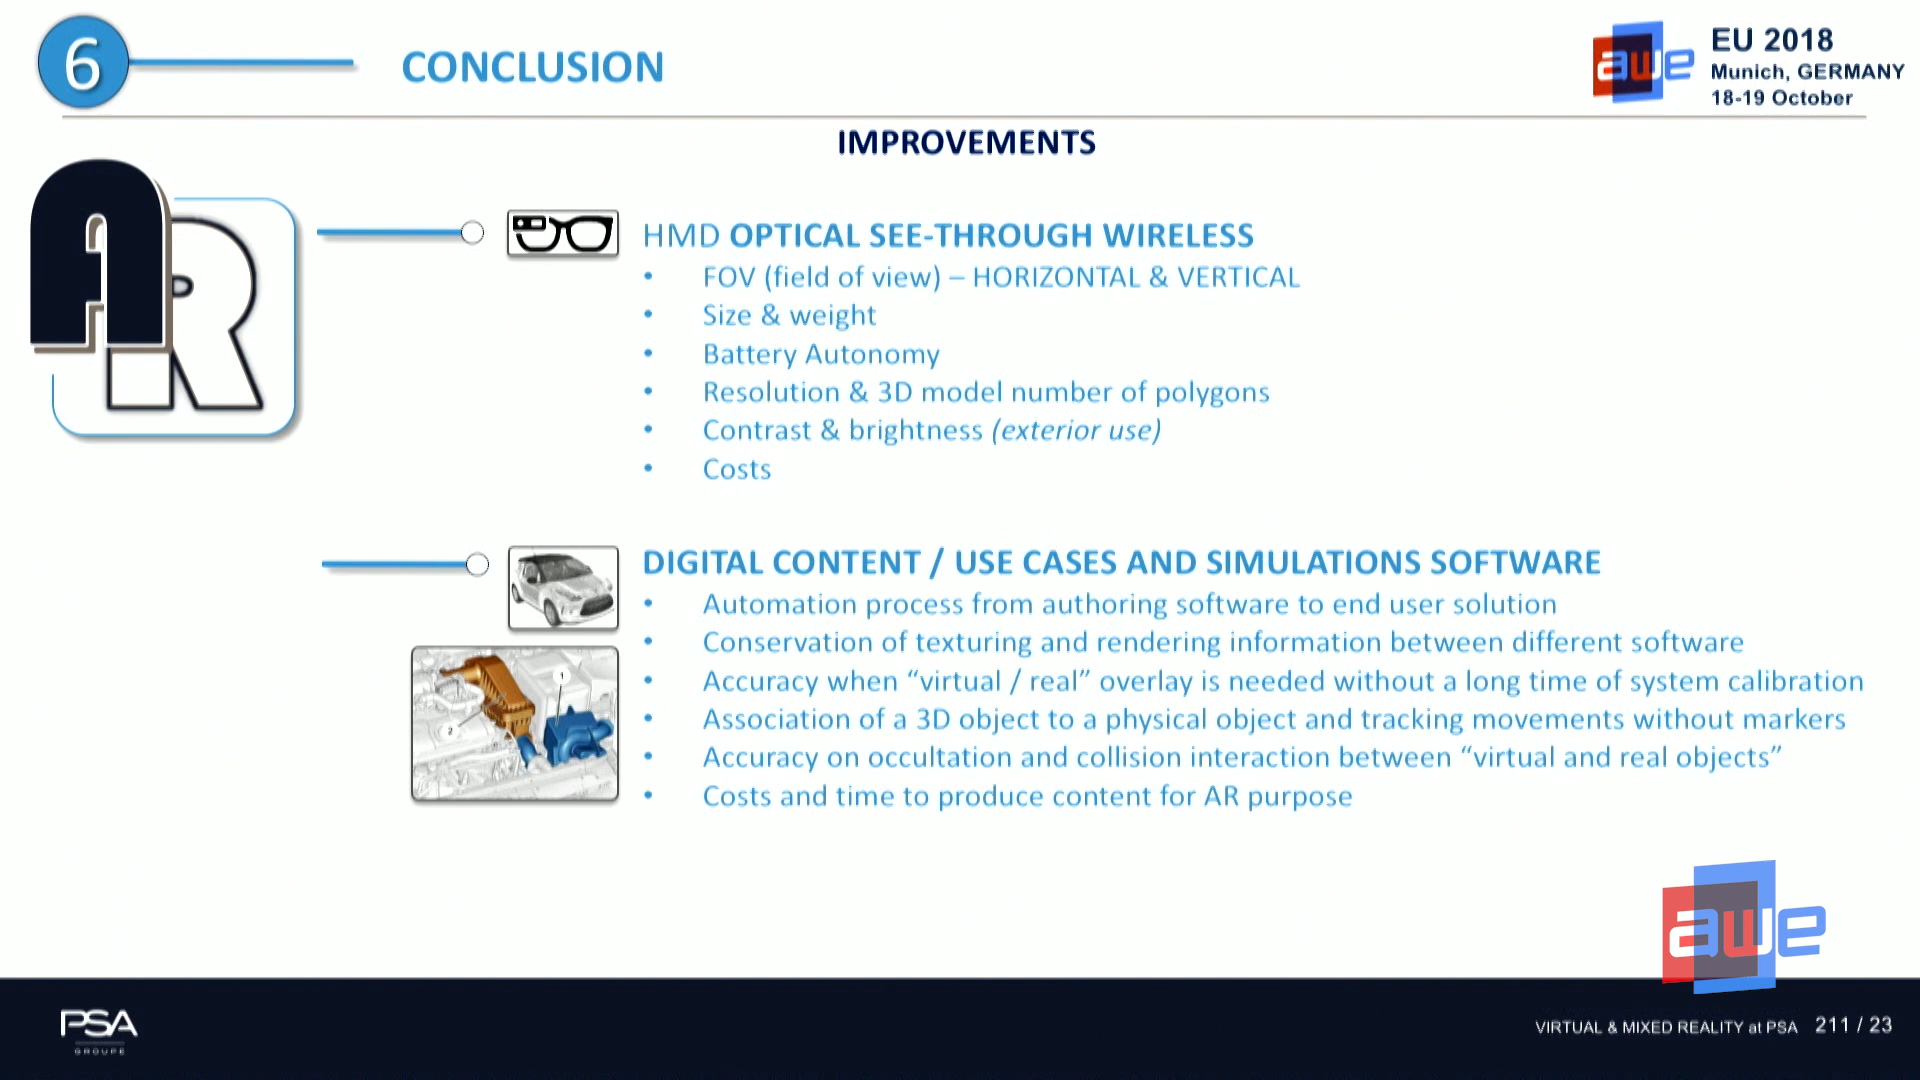 6
CONCLUSION
awe
EU 2018
Munich, GERMANY
18-19 October
IMPROVEMENTS
AR
HMD OPTICAL SEE-THROUGH WIRELESS
• FOV (field of view) – HORIZONTAL & VERTICAL
• Size & weight
• Battery Autonomy
• Resolution & 3D model number of polygons
• Contrast & brightness (exterior use)
• Costs
DIGITAL CONTENT / USE CASES AND SIMULATIONS SOFTWARE
• Automation process from authoring software to end user solution
• Conservation of texturing and rendering information between different software
• Accuracy when “virtual / real” overlay is needed without a long time of system calibration
• Association of a 3D object to a physical object and tracking movements without markers
• Accuracy on occultation and collision interaction between “virtual and real objects”
• Costs and time to produce content for AR purpose
1
2
awe
PSA
GROUPE
VIRTUAL & MIXED REALITY at PSA 211 / 23